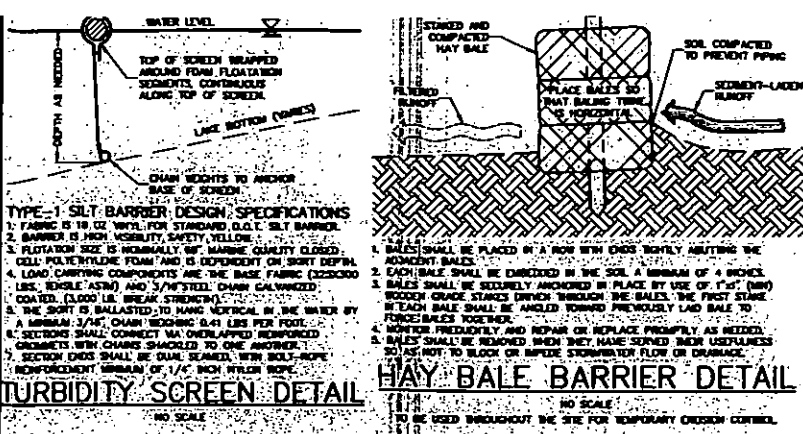 WATER LEVEL
TOP OF SCREEN WRAPPED
AROUND FOAM FLOATATION
SEGMENTS, CONTINUOUS
ALONG TOP OF SCREEN.
DEPTH AS NEEDED
LAKE BOTTOM (VARIES)
CHAIN WEIGHTS TO ANCHOR
BASE OF SCREEN
TYPE-1 SILT BARRIER DESIGN SPECIFICATIONS
1. FABRIC IS 18 OZ VINYL FOR STANDARD D.O.T. SILT BARRIER.
2. BARRIER IS HIGH VISIBILITY SAFETY YELLOW.
3. FLOTATION SIZE IS NOMINALLY MARINE QUALITY CLOSED
CELL POLYETHYLENE FOAM AND IS DEPENDENT ON SKIRT DEPTH.
4. LOAD CARRYING COMPONENTS ARE THE BASE FABRIC (325X300
LBS. TENSILE ASTM) AND 3/16" STEEL CHAIN GALVANIZED
COATED. (3,000 LB. BREAK STRENGTH).
5. THE SKIRT IS BALLASTED TO HANG VERTICAL IN THE WATER BY
A MINIMUM 3/16" CHAIN WEIGHING 0.41 LBS PER FOOT.
6. SECTIONS SHALL CONNECT VIA OVERLAPPED REINFORCED
GROMMETS WITH CHAINS SHACKLED TO ONE ANOTHER.
7. SECTION ENDS SHALL BE DUAL SEAMED, WITH BOLT-ROPE
REINFORCEMENT MINIMUM OF 1/4" INCH NYLON ROPE.
TURBIDITY SCREEN DETAIL
NO SCALE
STAKED AND
COMPACTED
HAY BALE
SOIL COMPACTED
TO PREVENT PIPING
FILTERED
RUNOFF
PLACE BALES SO
THAT BALING TWINE
IS HORIZONTAL
SEDIMENT-LADEN
RUNOFF
1. BALES SHALL BE PLACED IN A ROW WITH ENDS TIGHTLY ABUTTING THE
ADJACENT BALES.
2. EACH BALE SHALL BE EMBEDDED IN THE SOIL A MINIMUM OF 4 INCHES.
3. BALES SHALL BE SECURELY ANCHORED IN PLACE BY USE OF 1"x1" (MIN)
WOODEN GRADE STAKES DRIVEN THROUGH THE BALES. THE FIRST STAKE
IN EACH BALE SHALL BE ANGLED TOWARD PREVIOUSLY LAID BALE TO
FORCE BALES TOGETHER.
4. MONITOR FREQUENTLY AND REPAIR OR REPLACE PROMPTLY AS NEEDED.
5. BALES SHALL BE REMOVED WHEN THEY HAVE SERVED THEIR USEFULNESS
SO AS NOT TO BLOCK OR IMPEDE STORMWATER FLOW OR DRAINAGE.
HAY BALE BARRIER DETAIL
NO SCALE
TO BE USED THROUGHOUT THE SITE FOR TEMPORARY EROSION CONTROL.